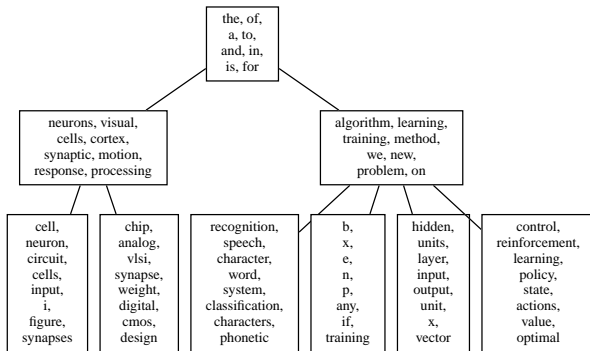 the, of,
a, to,
and, in,
is, for
neurons, visual,
cells, cortex,
synaptic, motion,
response, processing
algorithm, learning,
training, method,
we, new,
problem, on
cell,
neuron,
circuit,
cells,
input,
i,
figure,
synapses
chip,
analog,
vlsi,
synapse,
weight,
digital,
cmos,
design
recognition,
speech,
character,
word,
system,
classification,
characters,
phonetic
b,
x,
e,
n,
p,
any,
if,
training
hidden,
units,
layer,
input,
output,
unit,
x,
vector
control,
reinforcement,
learning,
policy,
state,
actions,
value,
optimal